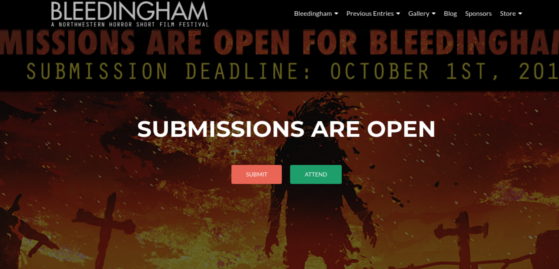 BLEEDINGHAM
A NORTHWESTERN HORROR SHORT FILM FESTIVAL
Bleedingham Previous Entries Gallery Blog Sponsors Store
MISSIONS ARE OPEN FOR BLEEDINGHA
SUBMISSION DEADLINE: OCTOBER 1ST, 201
SUBMISSIONS ARE OPEN
SUBMIT ATTEND